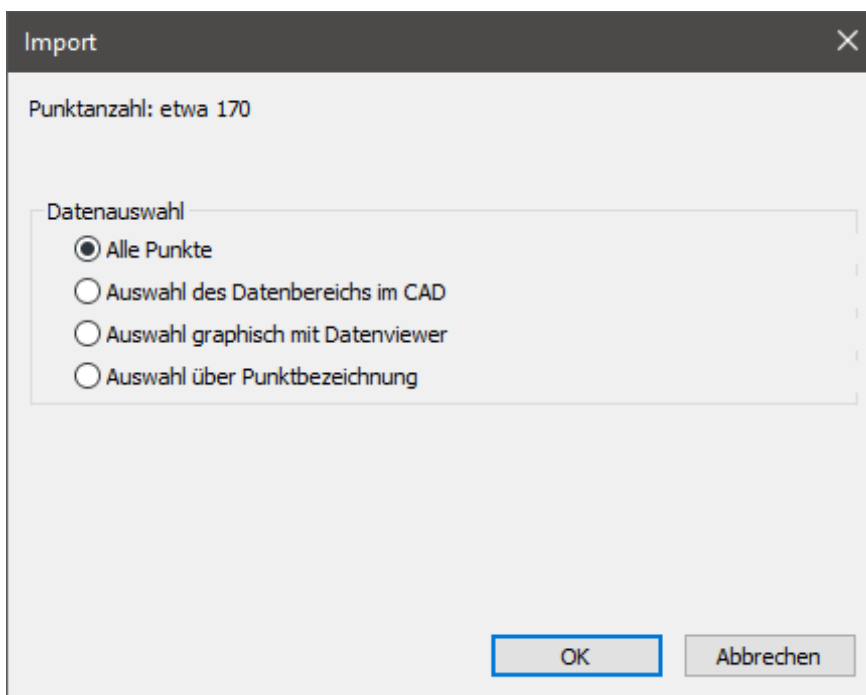 Import
Punktanzahl: etwa 170
Datenauswahl
Alle Punkte
Auswahl des Datenbereichs im CAD
Auswahl graphisch mit Datenviewer
Auswahl über Punktbezeichnung
OK Abbrechen